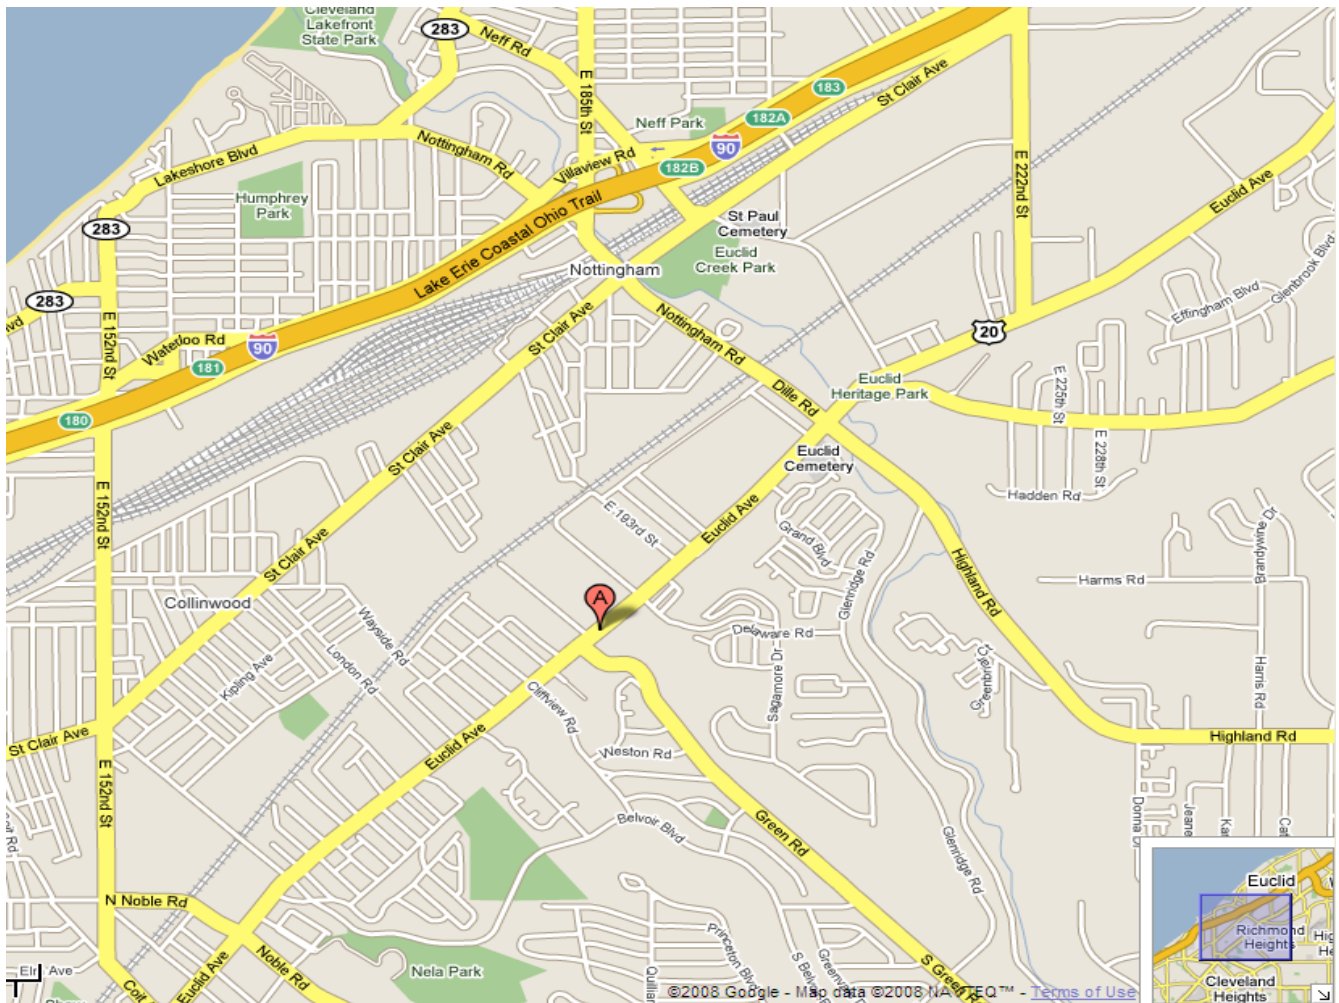 Cleveland
Lakefront
State Park
283
Neff Rd
E 185th St
183
St Clair Ave
182A
Neff Park
90
Nottingham Rd
Villaview Rd
182B
Lakeshore Blvd
E 222nd St
Euclid Ave
Humphrey
Park
Lake Erie Coastal Ohio Trail
St Paul
Cemetery
283
Euclid
Creek Park
Nottingham
Glenbrook Blvd
Effingham Blvd
283
E 152nd St
St Clair Ave
Nottingham Rd
20
Waterloo Rd
90
181
Euclid
Heritage Park
Dille Rd
E 225th St
180
St Clair Ave
E 228th St
Euclid
Cemetery
Hadden Rd
E 152nd St
E 193rd St
Euclid Ave
Grand Blvd
Brandywine Dr
St Clair Ave
Highland Rd
Glenridge Rd
Harms Rd
Collinwood
A
Wayside Rd
Delaware Rd
London Rd
Kipling Ave
Sagamore Dr
Greenbriar Ct
Harris Rd
Cliffview Rd
St Clair Ave
Euclid Ave
Weston Rd
Highland Rd
E 152nd St
Belvoir Blvd
Green Rd
Glenridge Rd
N Noble Rd
Noble Rd
Nela Park
Princeton Blvd
S Green Rd
Euclid Ave
Coit
Euclid
Richmond
Heights
Cleveland
Heights
©2008 Google - Map data ©2008 NAVTEQ™ - Terms of Use